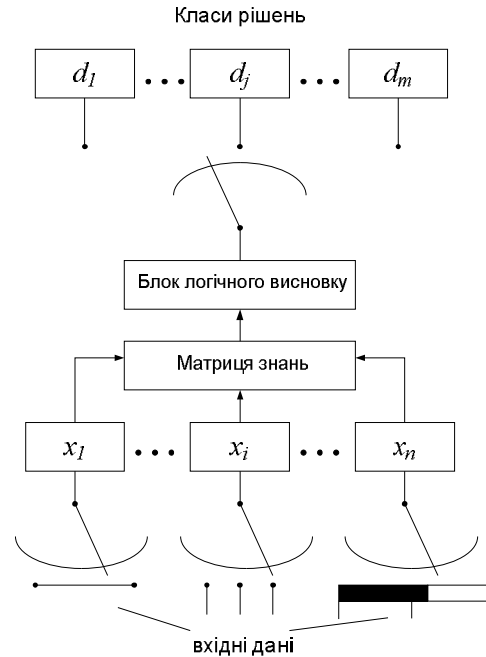 Класи рішень
d1 ... dj ... dm
Блок логічного висновку
Матриця знань
x1 ... xi ... xn
вхідні дані